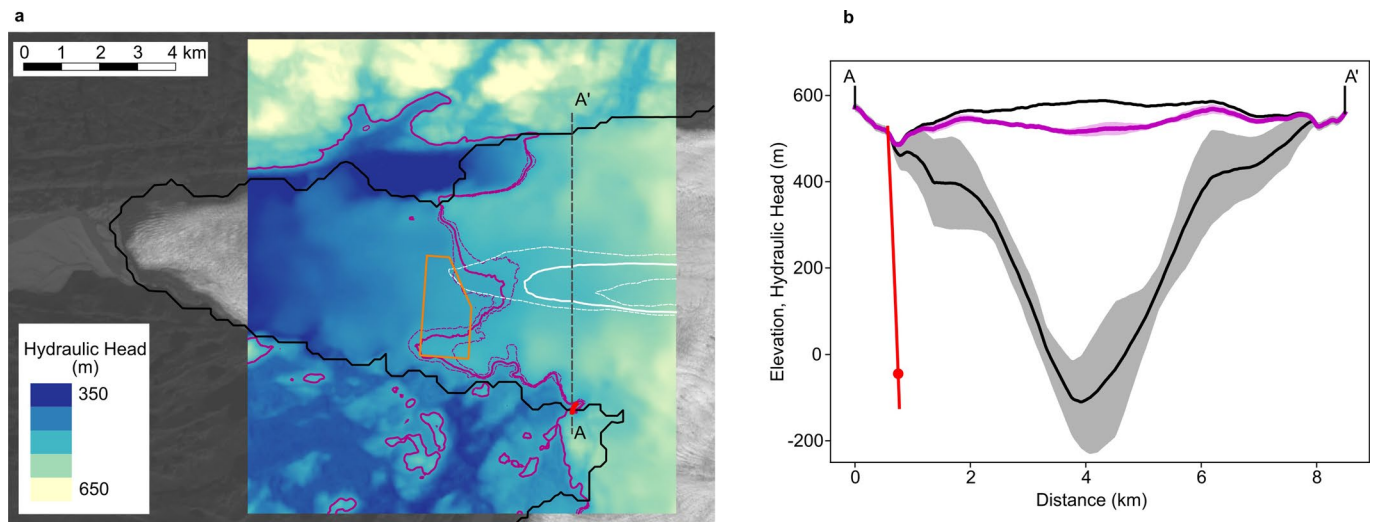 a
0 1 2 3 4 km
A'
A
Hydraulic Head
(m)
350
650
b
A
A'
600
400
200
0
-200
Elevation, Hydraulic Head (m)
0 2 4 6 8
Distance (km)